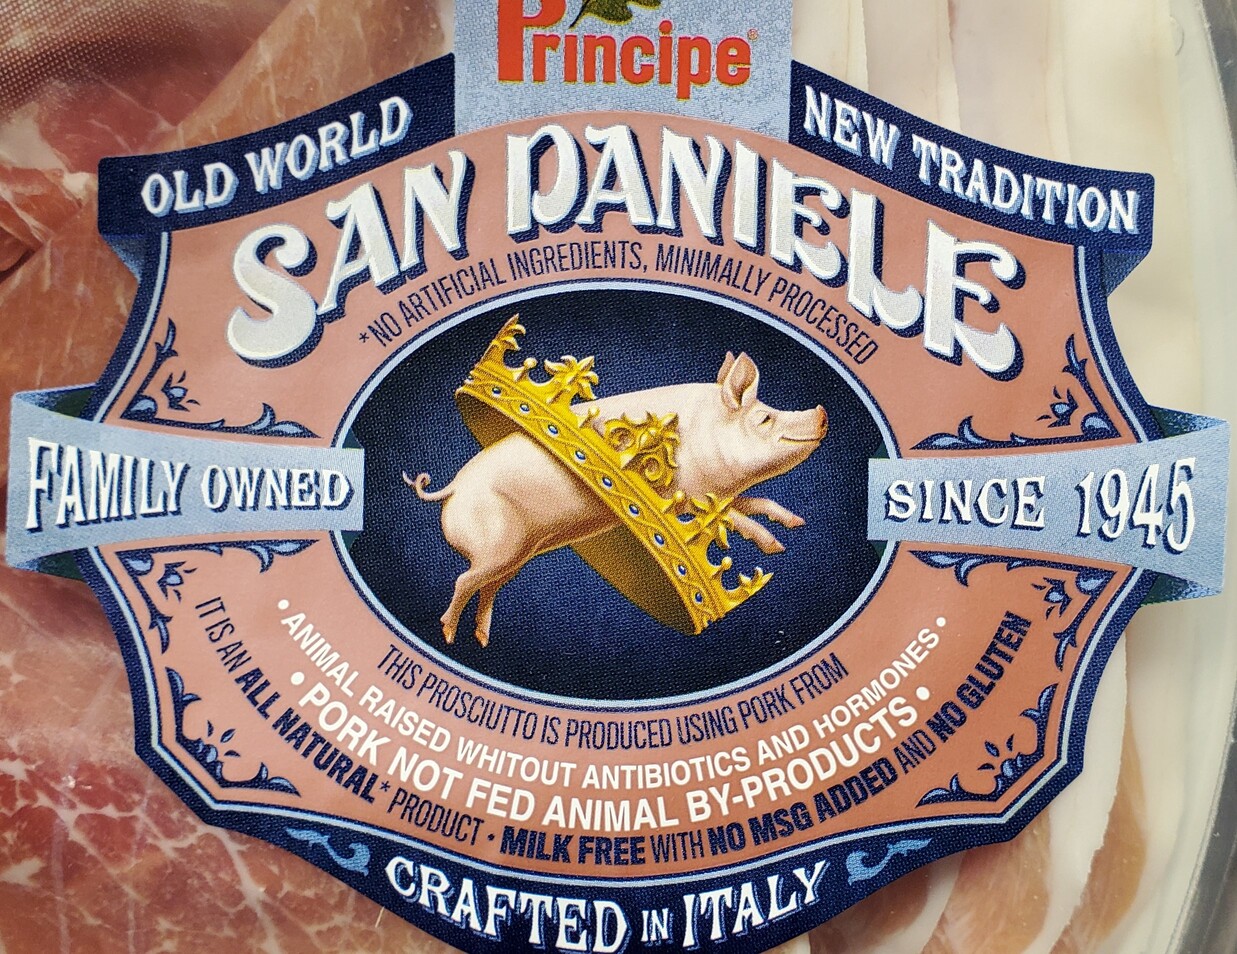 Principe®
OLD WORLD
NEW TRADITION
SAN DANIELE
*NO ARTIFICIAL INGREDIENTS, MINIMALLY PROCESSED
FAMILY OWNED
SINCE 1945
THIS PROSCIUTTO IS PRODUCED USING PORK FROM
• ANIMAL RAISED WHITOUT ANTIBIOTICS AND HORMONES •
• PORK NOT FED ANIMAL BY-PRODUCTS •
IT IS AN ALL NATURAL* PRODUCT • MILK FREE WITH NO MSG ADDED AND NO GLUTEN
CRAFTED IN ITALY